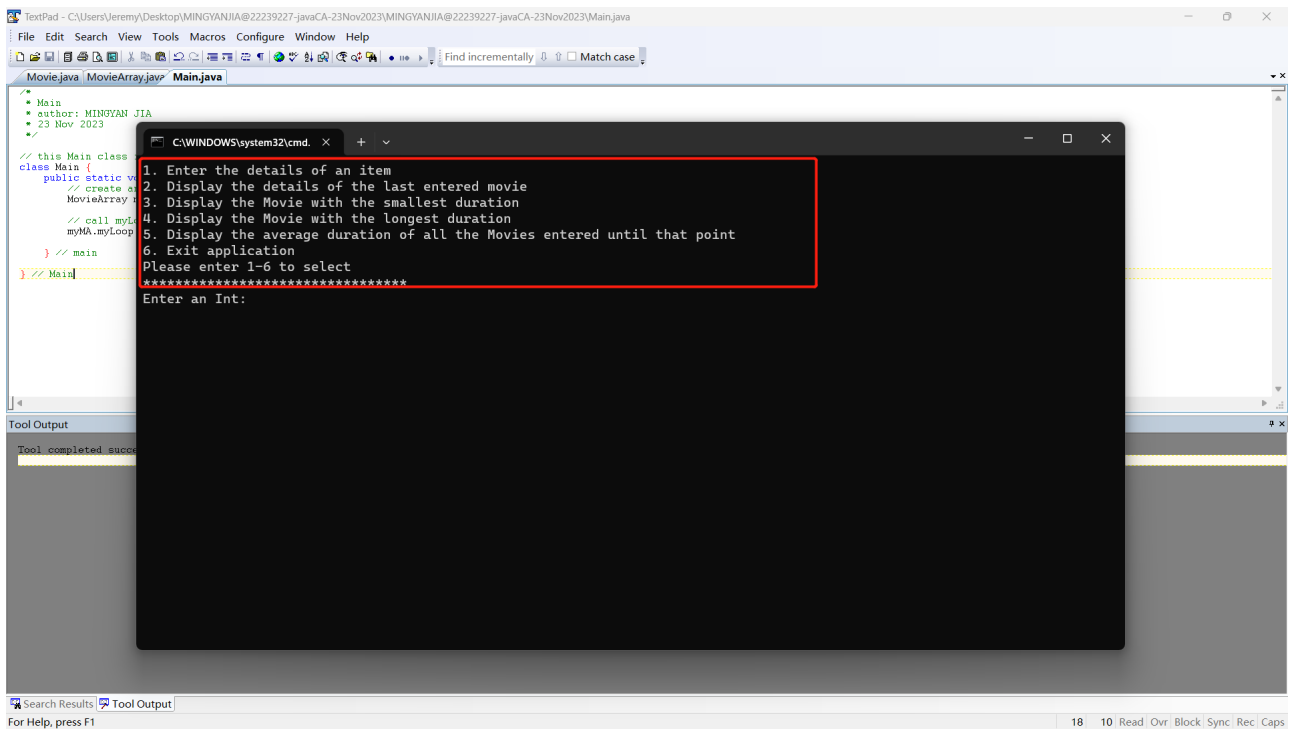 TextPad - C:\Users\Jeremy\Desktop\MINGYANJIA@22239227-javaCA-23Nov2023\MINGYANJIA@22239227-javaCA-23Nov2023\Main.java
File Edit Search View Tools Macros Configure Window Help
Find incrementally Match case
Movie.java MovieArray.java Main.java
/*
* Main
* author: MINGYAN JIA
* 23 Nov 2023
*/
// this Main class
class Main {
public static
// create
MovieArray
// call
myMA.myLoop
} // main
} // Main
C:\WINDOWS\system32\cmd.
1. Enter the details of an item
2. Display the details of the last entered movie
3. Display the Movie with the smallest duration
4. Display the Movie with the longest duration
5. Display the average duration of all the Movies entered until that point
6. Exit application
Please enter 1-6 to select
*********************************
Enter an Int:
Tool Output
Tool completed
Search Results Tool Output
For Help, press F1
18 10 Read Ovr Block Sync Rec Caps